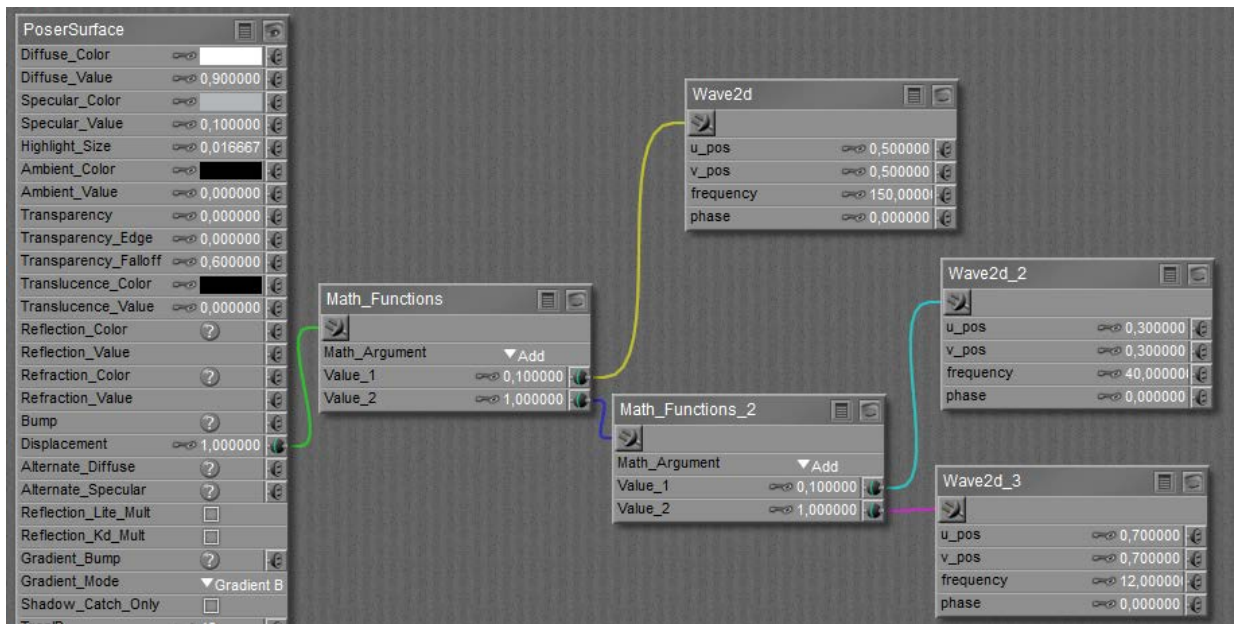 PoserSurface
Diffuse_Color
Diffuse_Value 0,900000
Specular_Color
Specular_Value 0,100000
Highlight_Size 0,016667
Ambient_Color
Ambient_Value 0,000000
Transparency 0,000000
Transparency_Edge 0,000000
Transparency_Falloff 0,600000
Translucence_Color
Translucence_Value 0,000000
Reflection_Color ?
Reflection_Value
Refraction_Color ?
Refraction_Value
Bump ?
Displacement 1,000000
Alternate_Diffuse ?
Alternate_Specular ?
Reflection_Lite_Mult
Reflection_Kd_Mult
Gradient_Bump ?
Gradient_Mode Gradient B
Shadow_Catch_Only
Math_Functions
Math_Argument Add
Value_1 0,100000
Value_2 1,000000
Wave2d
u_pos 0,500000
v_pos 0,500000
frequency 150,0000
phase 0,000000
Math_Functions_2
Math_Argument Add
Value_1 0,100000
Value_2 1,000000
Wave2d_2
u_pos 0,300000
v_pos 0,300000
frequency 40,00000
phase 0,000000
Wave2d_3
u_pos 0,700000
v_pos 0,700000
frequency 12,00000
phase 0,000000